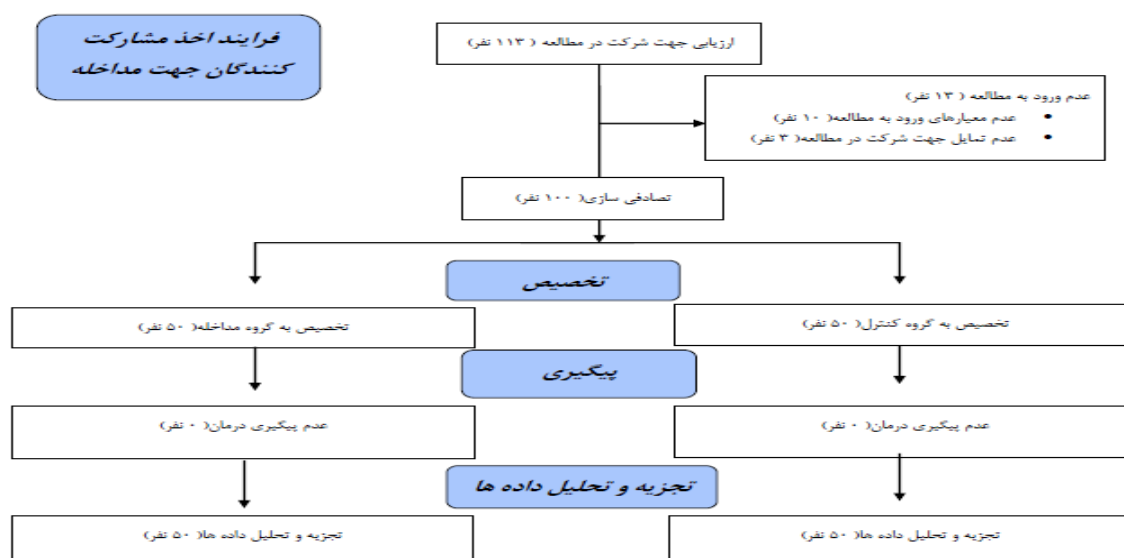 فرایند اخذ مشارکت
کنندگان جهت مداخله
ارزیابی جهت شرکت در مطالعه ( ۱۱۳ نفر)
عدم ورود به مطالعه ( ۱۳ نفر)
• عدم معیارهای ورود به مطالعه( ۱۰ نفر)
• عدم تمایل جهت شرکت در مطالعه( ۳ نفر)
تصادفی سازی( ۱۰۰ نفر)
تخصیص
تخصیص به گروه کنترل( ۵۰ نفر)
تخصیص به گروه مداخله( ۵۰ نفر)
پیگیری
عدم پیگیری درمان( ۰ نفر)
عدم پیگیری درمان( ۰ نفر)
تجزیه و تحلیل داده ها
تجزیه و تحلیل داده ها( ۵۰ نفر)
تجزیه و تحلیل داده ها( ۵۰ نفر)